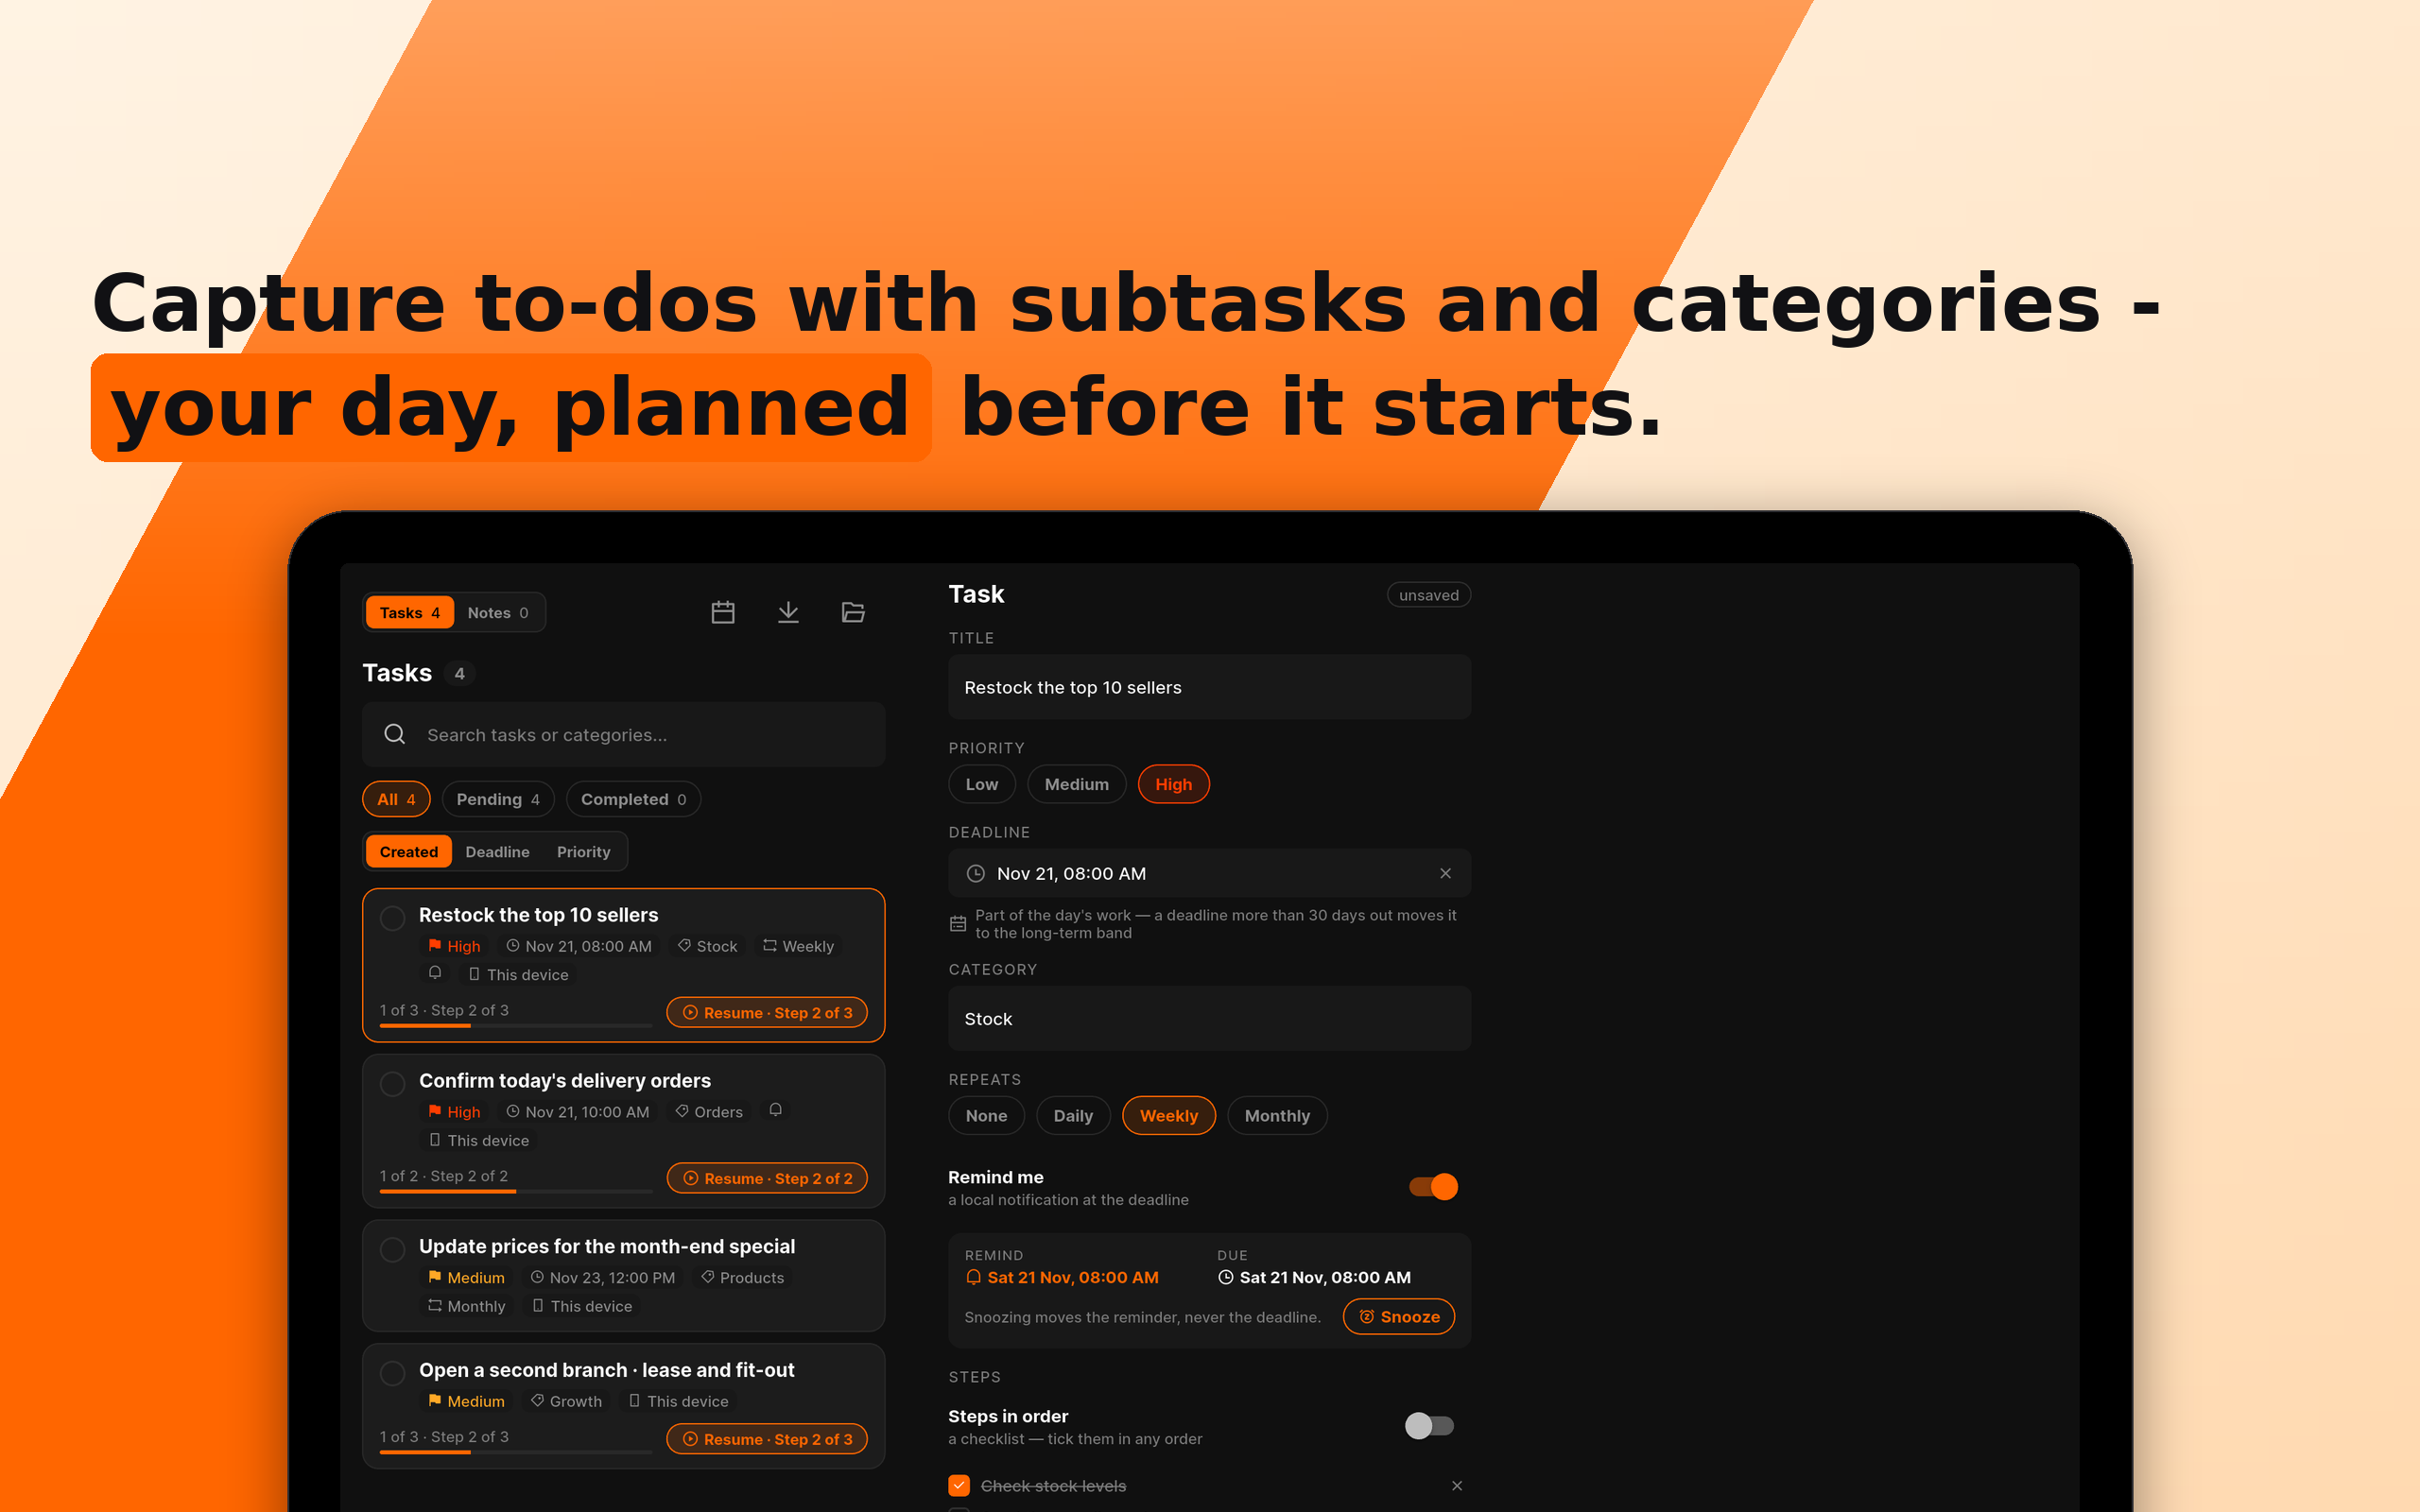 Capture to-dos with subtasks and categories -
your day, planned before it starts.
Tasks 4 Notes 0
Tasks 4
Search tasks or categories...
All 4 Pending 4 Completed 0
Created Deadline Priority
Restock the top 10 sellers
High Nov 21, 08:00 AM Stock Weekly
This device
1 of 3 · Step 2 of 3 Resume · Step 2 of 3
Confirm today's delivery orders
High Nov 21, 10:00 AM Orders
This device
1 of 2 · Step 2 of 2 Resume · Step 2 of 2
Update prices for the month-end special
Medium Nov 23, 12:00 PM Products
Monthly This device
Open a second branch · lease and fit-out
Medium Growth This device
1 of 3 · Step 2 of 3 Resume · Step 2 of 3
Task unsaved
TITLE
Restock the top 10 sellers
PRIORITY
Low Medium High
DEADLINE
Nov 21, 08:00 AM
Part of the day's work — a deadline more than 30 days out moves it
to the long-term band
CATEGORY
Stock
REPEATS
None Daily Weekly Monthly
Remind me
a local notification at the deadline
REMIND DUE
Sat 21 Nov, 08:00 AM Sat 21 Nov, 08:00 AM
Snoozing moves the reminder, never the deadline. Snooze
STEPS
Steps in order
a checklist — tick them in any order
Check stock levels